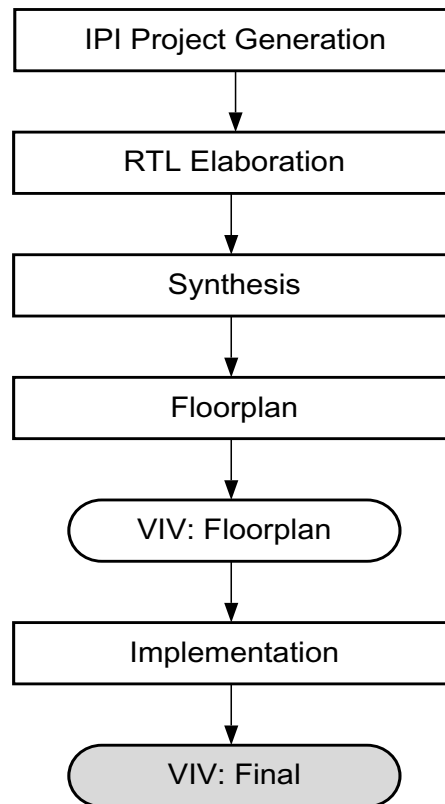 IPI Project Generation
RTL Elaboration
Synthesis
Floorplan
VIV: Floorplan
Implementation
VIV: Final